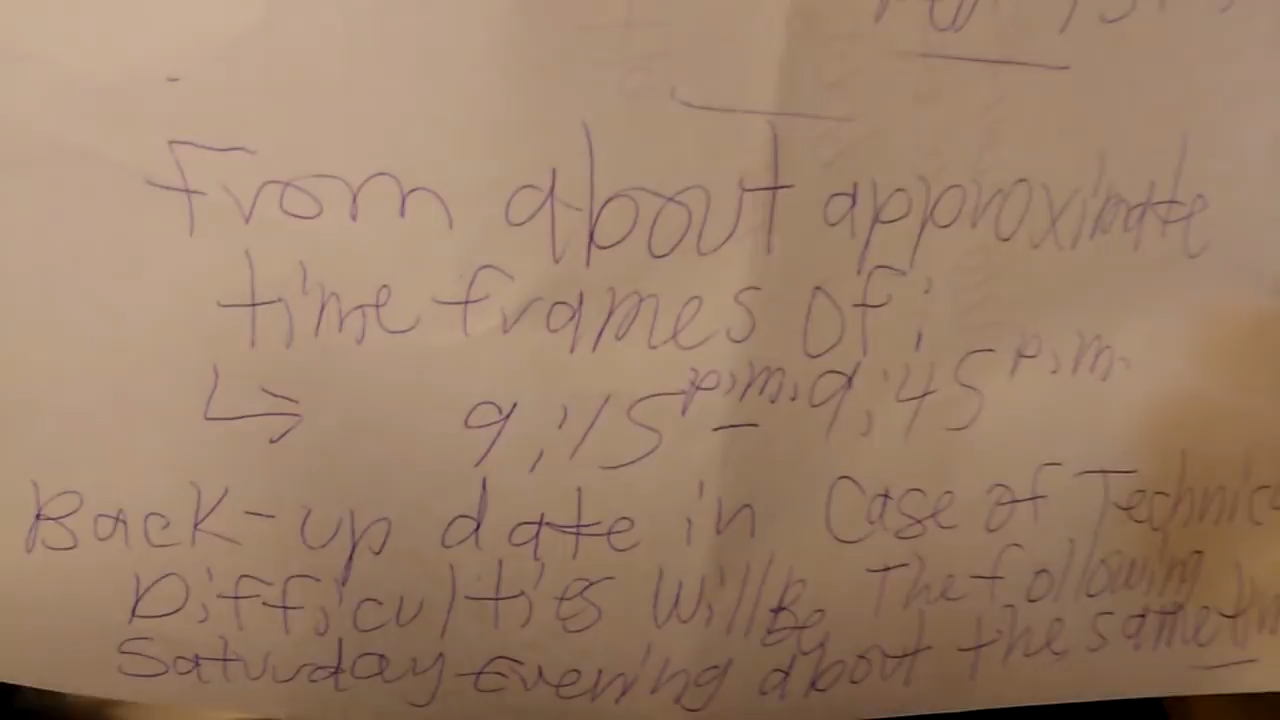 From about approximate
time frames of:
↳ 9:15 p.m. - 9:45 p.m.
Back-up date in Case of
Difficulties Will Be The following
Saturday Evening about the same